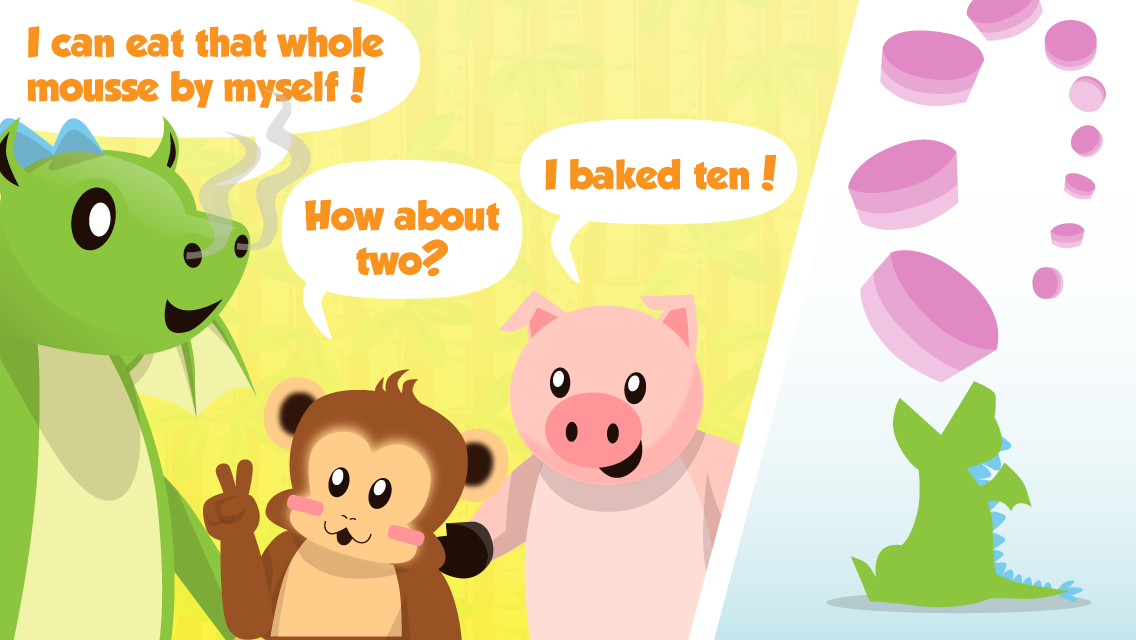 I can eat that whole
mousse by myself!
How about
two?
I baked ten!